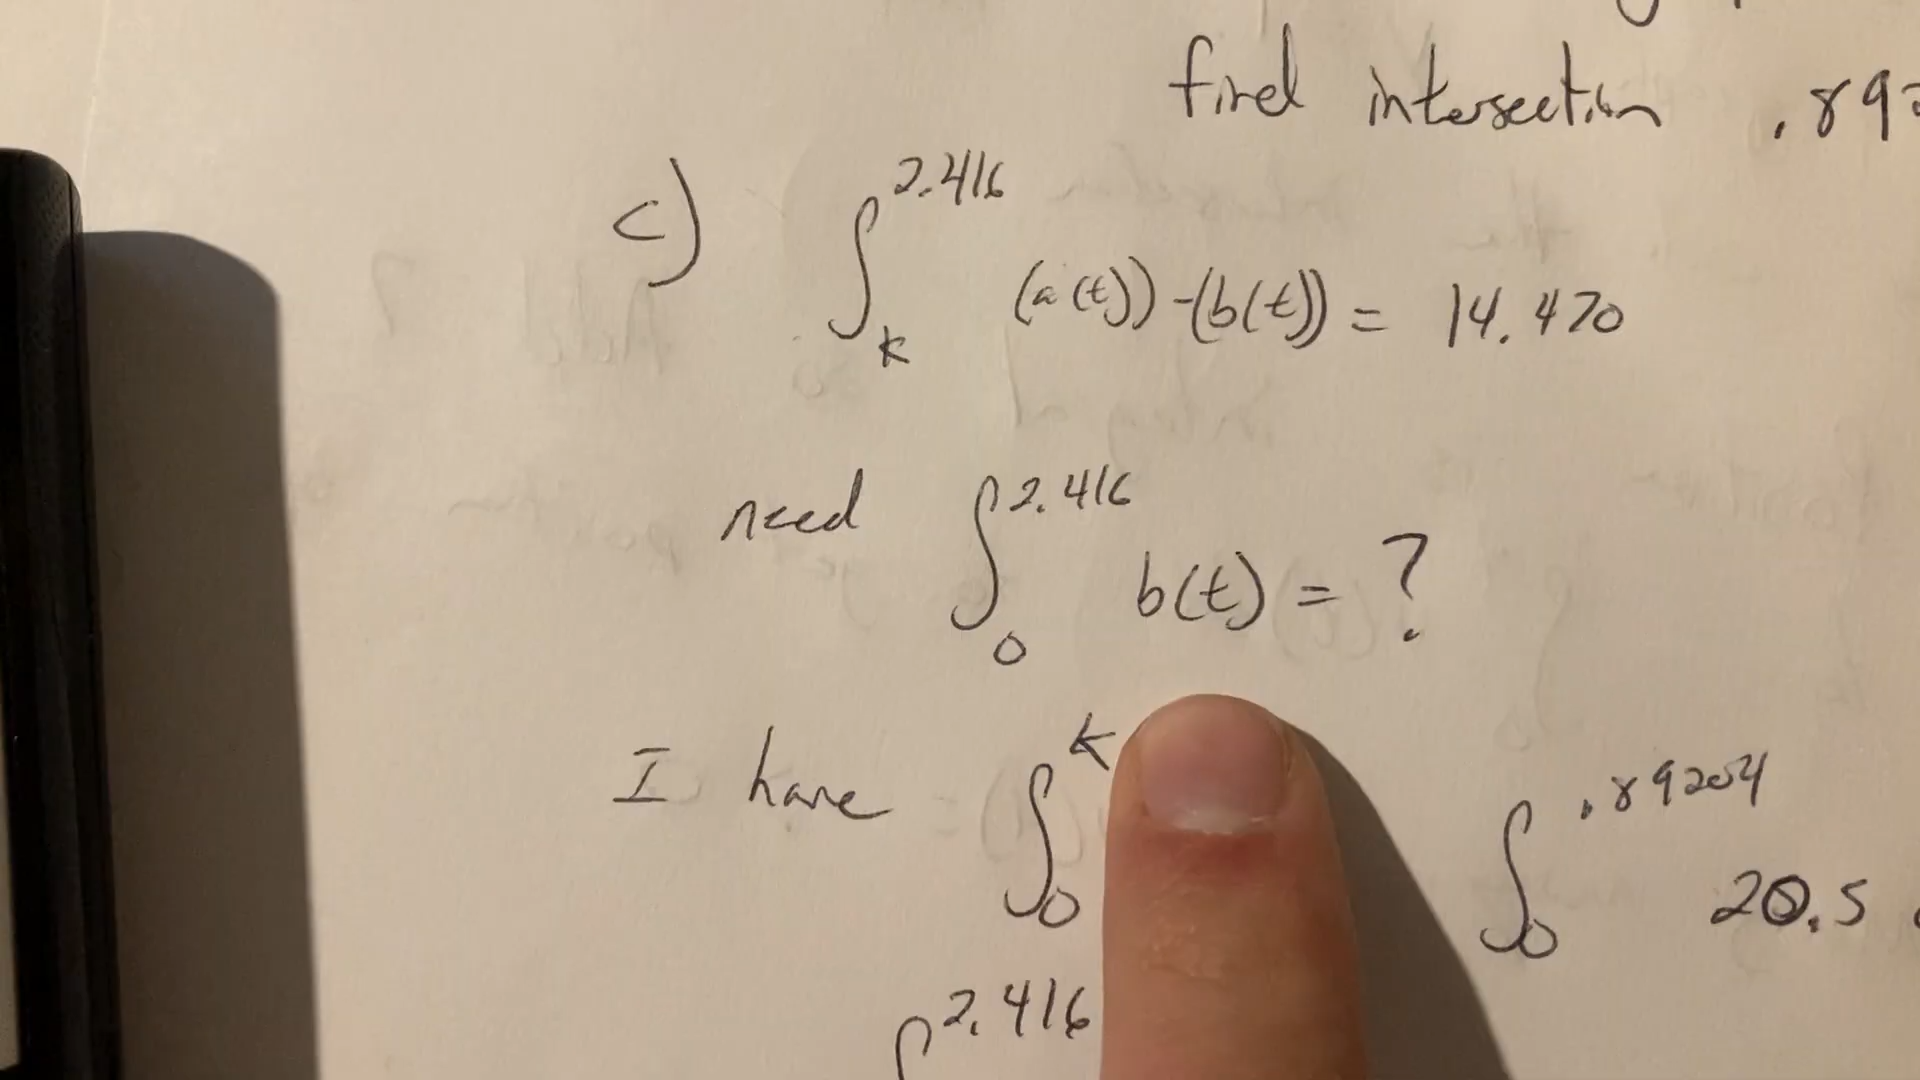 find intersection .892
c) ∫_k^2.416 (a(t)) - (b(t)) = 14.470
need ∫_0^2.416 b(t) = ?
I have ∫_0^k ∫_0^.89204 20.5
∫^2.416